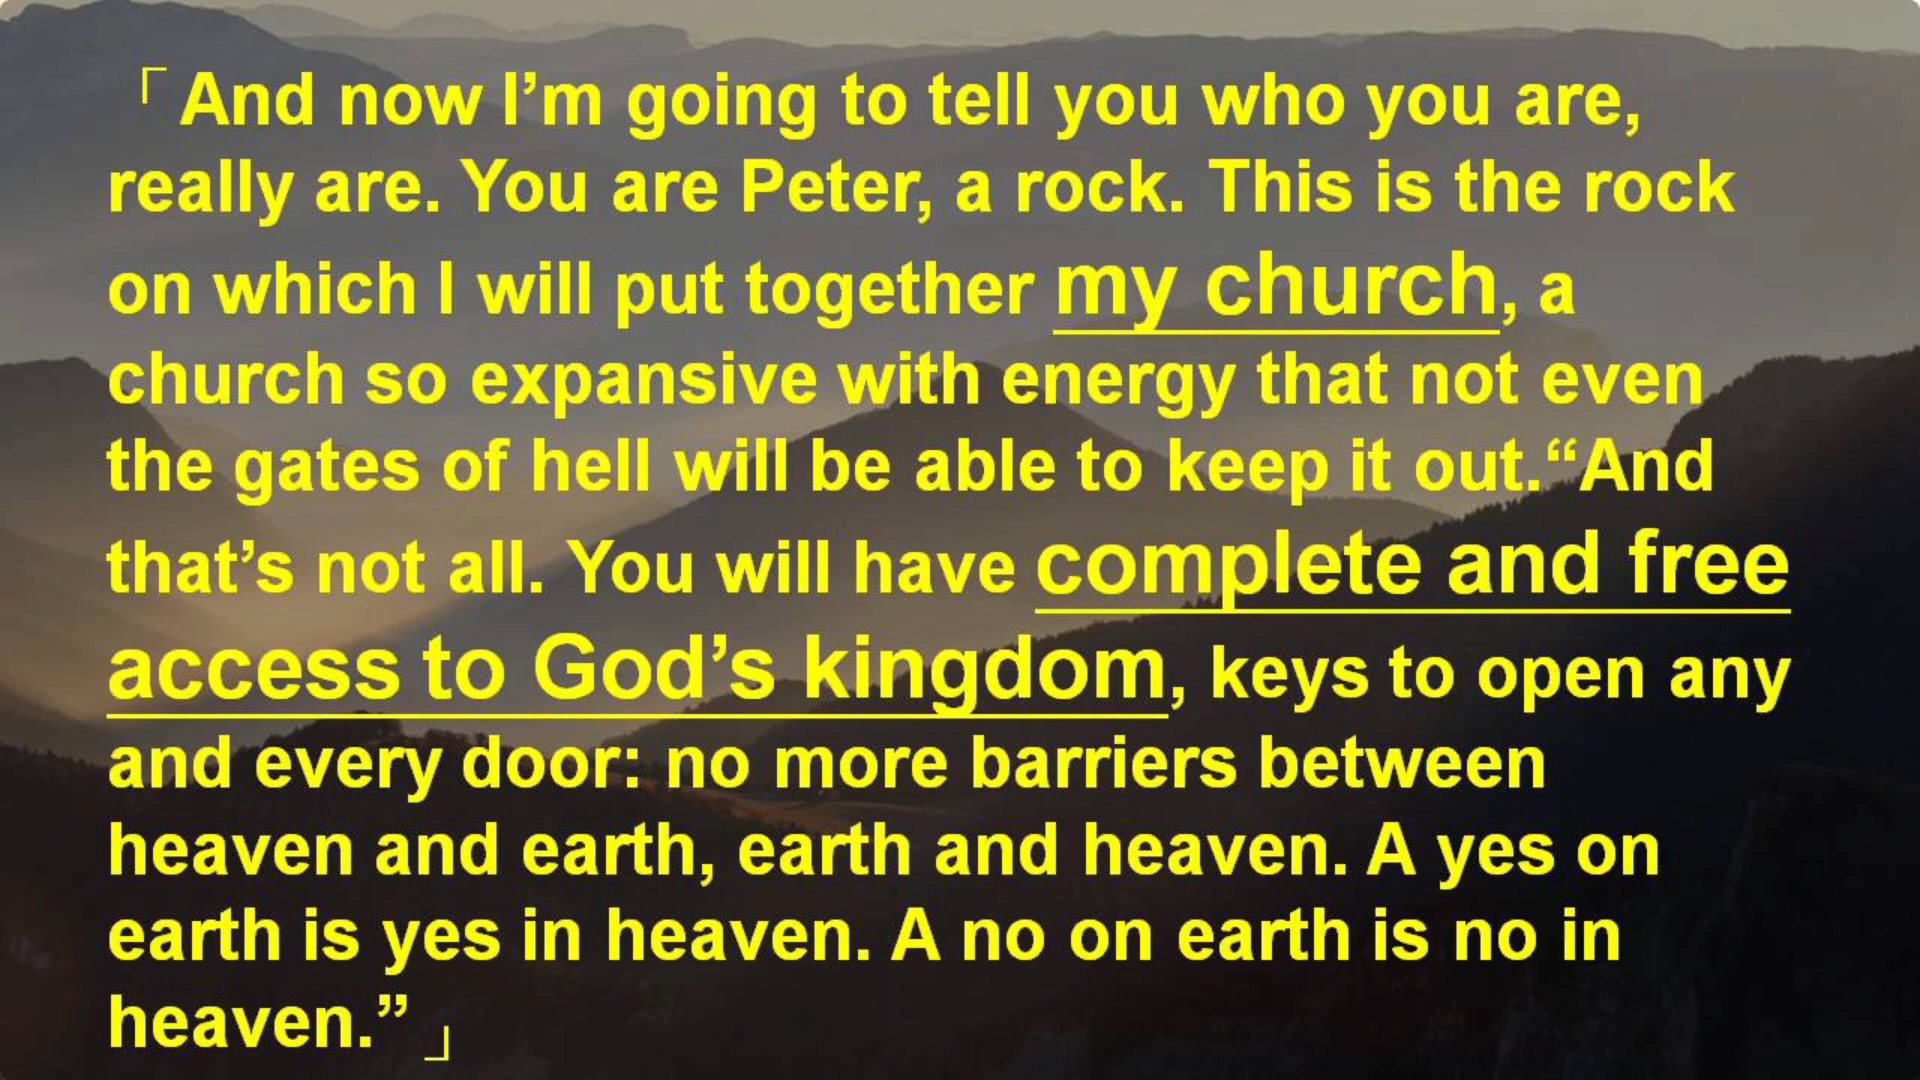 「And now I’m going to tell you who you are,
really are. You are Peter, a rock. This is the rock
on which I will put together my church, a
church so expansive with energy that not even
the gates of hell will be able to keep it out.“And
that’s not all. You will have complete and free
access to God’s kingdom, keys to open any
and every door: no more barriers between
heaven and earth, earth and heaven. A yes on
earth is yes in heaven. A no on earth is no in
heaven.”」